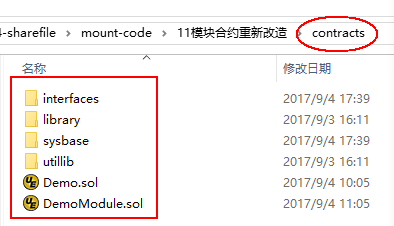 4-sharefile › mount-code › 11模块合约重新改造 › contracts
名称 修改日期
interfaces 2017/9/4 17:39
library 2017/9/3 16:11
sysbase 2017/9/4 17:39
utillib 2017/9/3 16:11
Demo.sol 2017/9/4 10:05
DemoModule.sol 2017/9/4 11:05